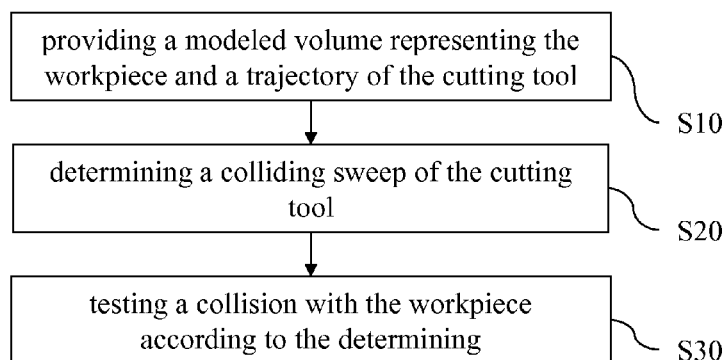 providing a modeled volume representing the
workpiece and a trajectory of the cutting tool
S10
determining a colliding sweep of the cutting
tool
S20
testing a collision with the workpiece
according to the determining
S30